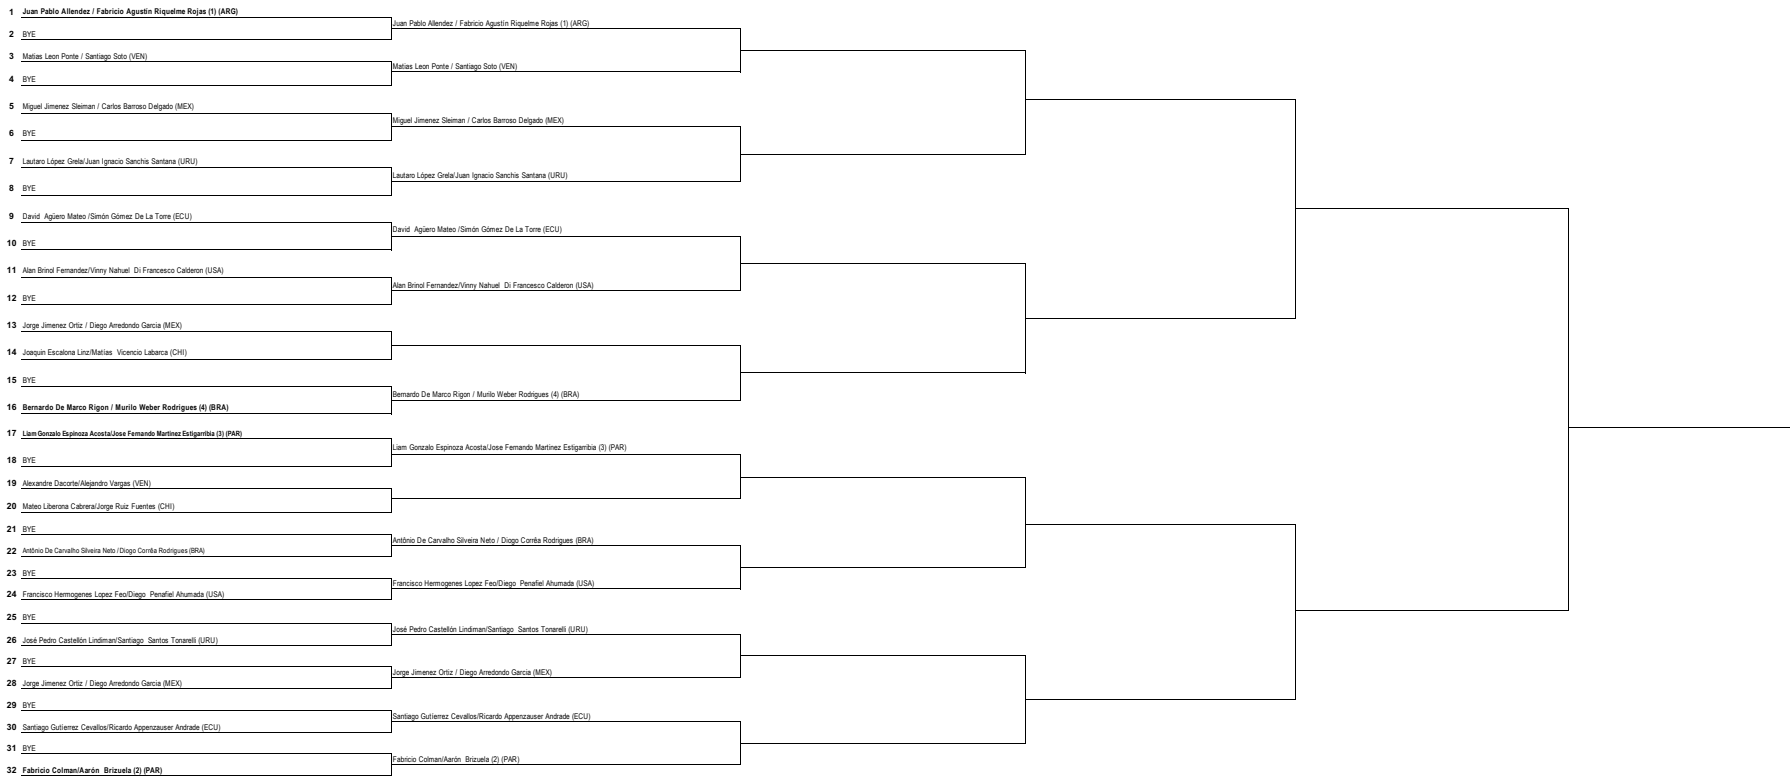 1 Juan Pablo Allendez / Fabricio Agustín Riquelme Rojas (1) (ARG)
Juan Pablo Allendez / Fabricio Agustín Riquelme Rojas (1) (ARG)
2 BYE
3 Matias Leon Ponte / Santiago Soto (VEN)
Matias Leon Ponte / Santiago Soto (VEN)
4 BYE
5 Miguel Jimenez Sleiman / Carlos Barroso Delgado (MEX)
Miguel Jimenez Sleiman / Carlos Barroso Delgado (MEX)
6 BYE
7 Lautaro López Grela/Juan Ignacio Sanchis Santana (URU)
Lautaro López Grela/Juan Ignacio Sanchis Santana (URU)
8 BYE
9 David Agüero Mateo /Simón Gómez De La Torre (ECU)
David Agüero Mateo /Simón Gómez De La Torre (ECU)
10 BYE
11 Alan Brinol Fernandez/Vinny Nahuel Di Francesco Calderon (USA)
Alan Brinol Fernandez/Vinny Nahuel Di Francesco Calderon (USA)
12 BYE
13 Jorge Jimenez Ortiz / Diego Arredondo Garcia (MEX)
14 Joaquin Escalona Linz/Matías Vicencio Labarca (CHI)
15 BYE
Bernardo De Marco Rigon / Murilo Weber Rodrigues (4) (BRA)
16 Bernardo De Marco Rigon / Murilo Weber Rodrigues (4) (BRA)
17 Liam Gonzalo Espinoza Acosta/Jose Fernando Martinez Estigarribia (3) (PAR)
Liam Gonzalo Espinoza Acosta/Jose Fernando Martinez Estigarribia (3) (PAR)
18 BYE
19 Alexandre Dacorte/Alejandro Vargas (VEN)
20 Mateo Liberona Cabrera/Jorge Ruiz Fuentes (CHI)
21 BYE
Antônio De Carvalho Silveira Neto / Diogo Corrêa Rodrigues (BRA)
22 Antônio De Carvalho Silveira Neto / Diogo Corrêa Rodrigues (BRA)
23 BYE
Francisco Hermogenes Lopez Feo/Diego Penafiel Ahumada (USA)
24 Francisco Hermogenes Lopez Feo/Diego Penafiel Ahumada (USA)
25 BYE
José Pedro Castellón Lindiman/Santiago Santos Tonarelli (URU)
26 José Pedro Castellón Lindiman/Santiago Santos Tonarelli (URU)
27 BYE
Jorge Jimenez Ortiz / Diego Arredondo Garcia (MEX)
28 Jorge Jimenez Ortiz / Diego Arredondo Garcia (MEX)
29 BYE
Santiago Gutierrez Cevallos/Ricardo Appenzauser Andrade (ECU)
30 Santiago Gutierrez Cevallos/Ricardo Appenzauser Andrade (ECU)
31 BYE
Fabricio Colman/Aarón Brizuela (2) (PAR)
32 Fabricio Colman/Aarón Brizuela (2) (PAR)